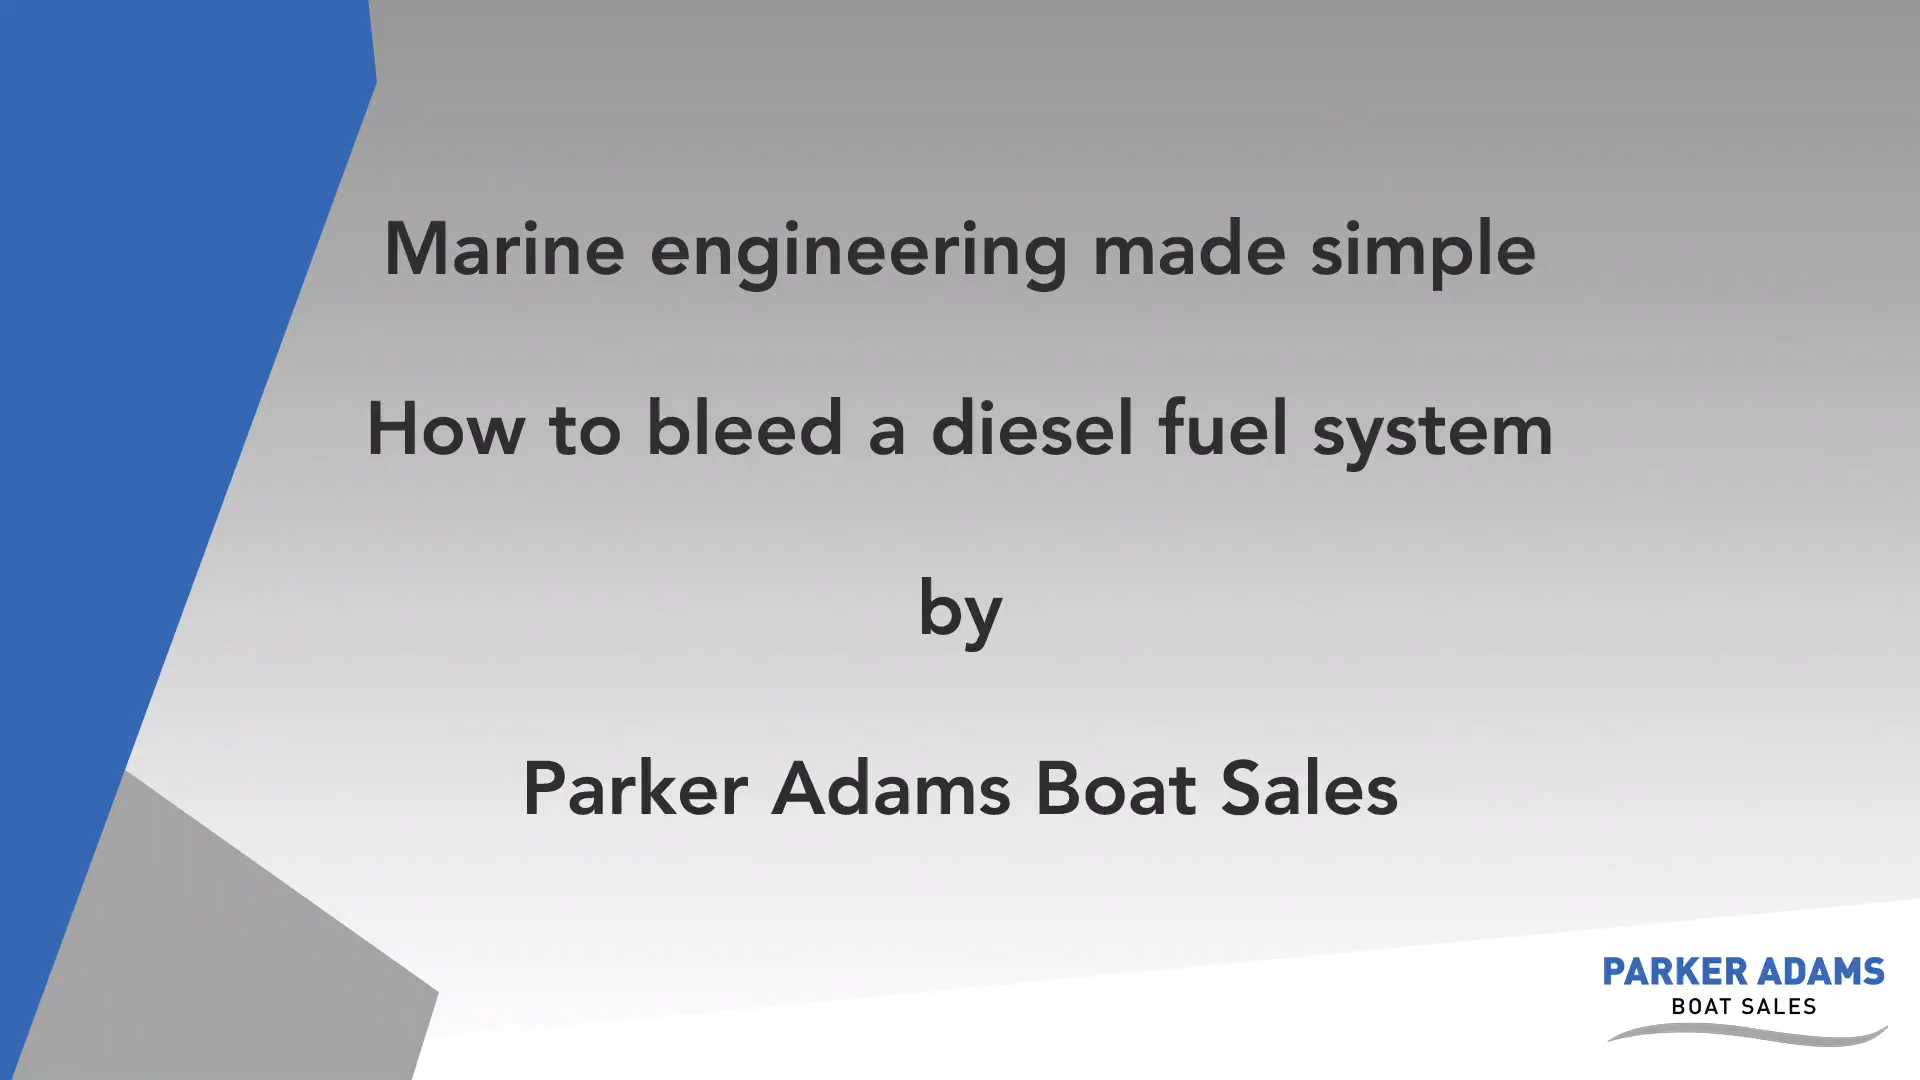 Marine engineering made simple
How to bleed a diesel fuel system
by
Parker Adams Boat Sales
PARKER ADAMS
BOAT SALES